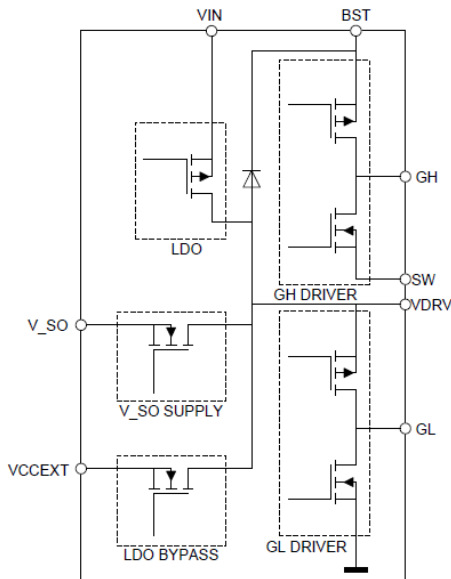 VIN
BST
LDO
GH
SW
GH DRIVER
VDRV
V_SO
V_SO SUPPLY
GL
VCCEXT
LDO BYPASS
GL DRIVER